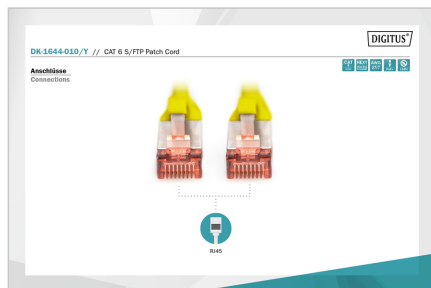 DIGITUS®
DK-1644-010/Y // CAT 6 S/FTP Patch Cord
Anschlüsse
Connections
RJ45